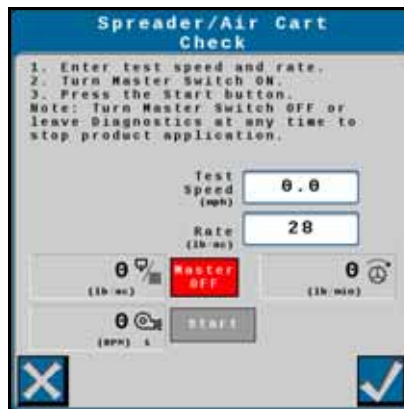 Spreader/Air Cart
Check
1. Enter test speed and rate.
2. Turn Master Switch ON.
3. Press the Start button.
Note: Turn Master Switch OFF or
leave Diagnostics at any time to
stop product application.
Test
Speed
(mph)
0.0
Rate
(lb/ac)
28
0
(lb/ac)
Master
OFF
0
(lb/min)
0
(RPM)
Start